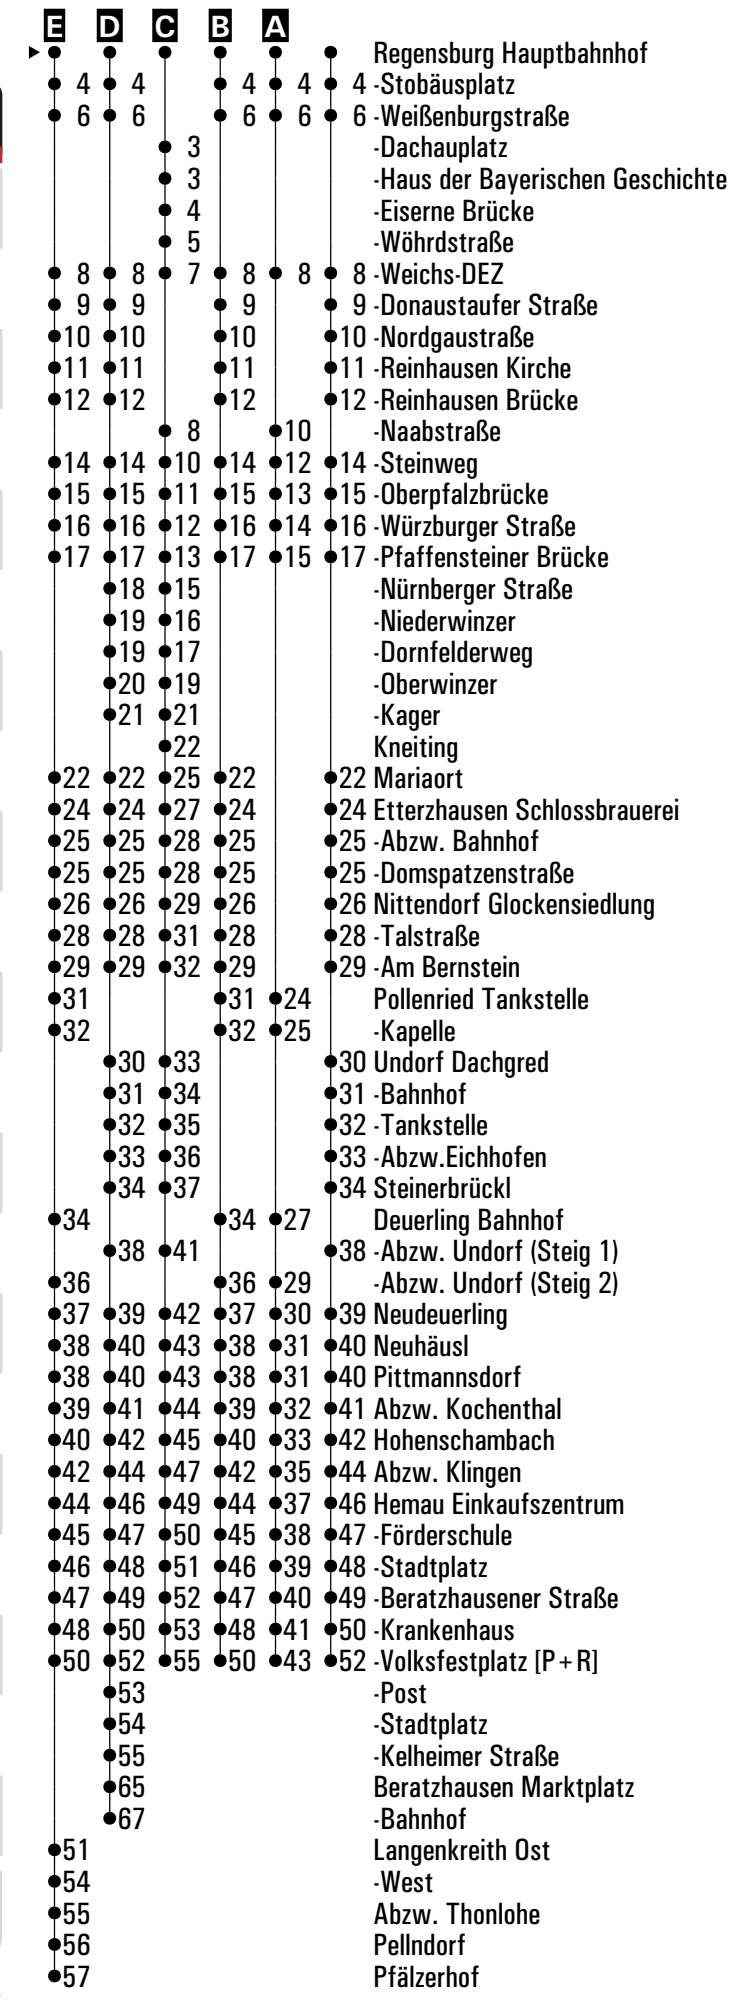 E D C B A
Regensburg Hauptbahnhof
4 4 4 4 4 -Stobäusplatz
6 6 6 6 6 -Weißenburgstraße
3 -Dachauplatz
3 -Haus der Bayerischen Geschichte
4 -Eiserne Brücke
5 -Wöhrdstraße
8 8 7 8 8 8 -Weichs-DEZ
9 9 9 9 -Donaustaufer Straße
10 10 10 10 -Nordgaustraße
11 11 11 11 -Reinhausen Kirche
12 12 12 12 -Reinhausen Brücke
8 10 -Naabstraße
14 14 10 14 12 14 -Steinweg
15 15 11 15 13 15 -Oberpfalzbrücke
16 16 12 16 14 16 -Würzburger Straße
17 17 13 17 15 17 -Pfaffensteiner Brücke
18 15 -Nürnberger Straße
19 16 -Niederwinzer
19 17 -Dornfelderweg
20 19 -Oberwinzer
21 21 -Kager
22 Kneiting
22 22 25 22 22 Mariaort
24 24 27 24 24 Etterzhausen Schlossbrauerei
25 25 28 25 25 -Abzw. Bahnhof
25 25 28 25 25 -Domspatzenstraße
26 26 29 26 26 Nittendorf Glockensiedlung
28 28 31 28 28 -Talstraße
29 29 32 29 29 -Am Bernstein
31 31 24 Pollenried Tankstelle
32 32 25 -Kapelle
30 33 30 Undorf Dachgred
31 34 31 -Bahnhof
32 35 32 -Tankstelle
33 36 33 -Abzw.Eichhofen
34 37 34 Steinerbrückl
34 34 27 Deuerling Bahnhof
38 41 38 -Abzw. Undorf (Steig 1)
36 36 29 -Abzw. Undorf (Steig 2)
37 39 42 37 30 39 Neudeuerling
38 40 43 38 31 40 Neuhäusl
38 40 43 38 31 40 Pittmannsdorf
39 41 44 39 32 41 Abzw. Kochenthal
40 42 45 40 33 42 Hohenschambach
42 44 47 42 35 44 Abzw. Klingen
44 46 49 44 37 46 Hemau Einkaufszentrum
45 47 50 45 38 47 -Förderschule
46 48 51 46 39 48 -Stadtplatz
47 49 52 47 40 49 -Beratzhausener Straße
48 50 53 48 41 50 -Krankenhaus
50 52 55 50 43 52 -Volksfestplatz [P+R]
53 -Post
54 -Stadtplatz
55 -Kelheimer Straße
65 Beratzhausen Marktplatz
67 -Bahnhof
51 Langenkreith Ost
54 -West
55 Abzw. Thonlohe
56 Pellndorf
57 Pfälzerhof